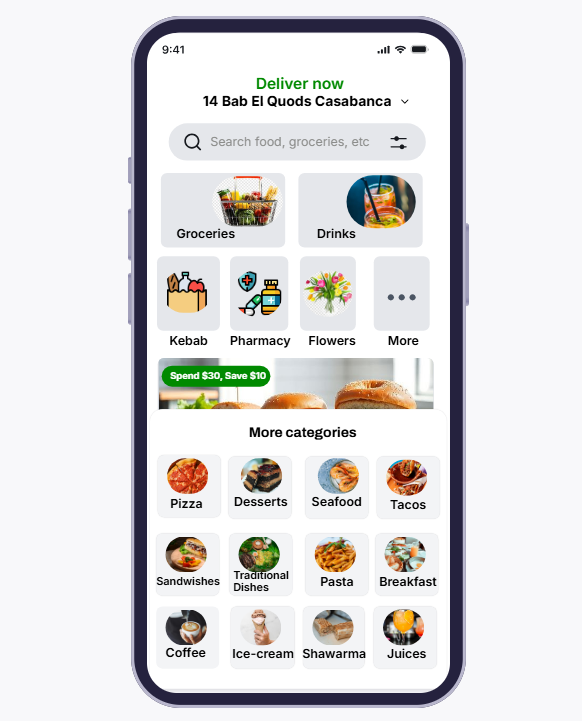 9:41
Deliver now
14 Bab El Quods Casabanca
Search food, groceries, etc
Groceries Drinks
Kebab Pharmacy Flowers More
Spend $30, Save $10
More categories
Pizza Desserts Seafood Tacos
Sandwishes Traditional Dishes Pasta Breakfast
Coffee Ice-cream Shawarma Juices